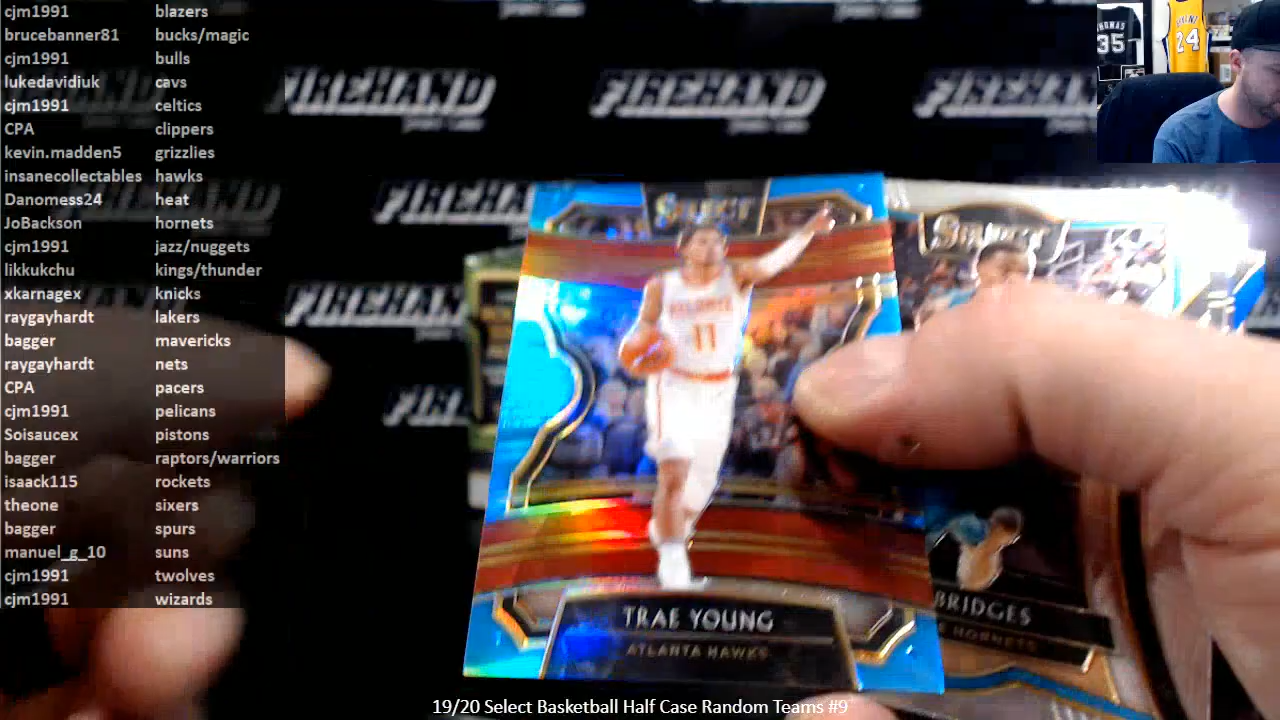 cjm1991 blazers
brucebanner81 bucks/magic
cjm1991 bulls
lukedavidiuk cavs
cjm1991 celtics
CPA clippers
kevin.madden5 grizzlies
insanecollectables hawks
Danomess24 heat
JoBackson hornets
cjm1991 jazz/nuggets
likkukchu kings/thunder
xkarnagex knicks
raygayhardt lakers
bagger mavericks
raygayhardt nets
CPA pacers
cjm1991 pelicans
Soisaucex pistons
bagger raptors/warriors
isaack115 rockets
theone sixers
bagger spurs
manuel_g_10 suns
cjm1991 twolves
cjm1991 wizards
FIREHAND FIREHAND FIREHAND
FIREHAND
FIREHAND
35
24
SELECT
ATLANTA
11
TRAE YOUNG
ATLANTA HAWKS
SELECT
BRIDGES
HORNETS
19/20 Select Basketball Half Case Random Teams #9